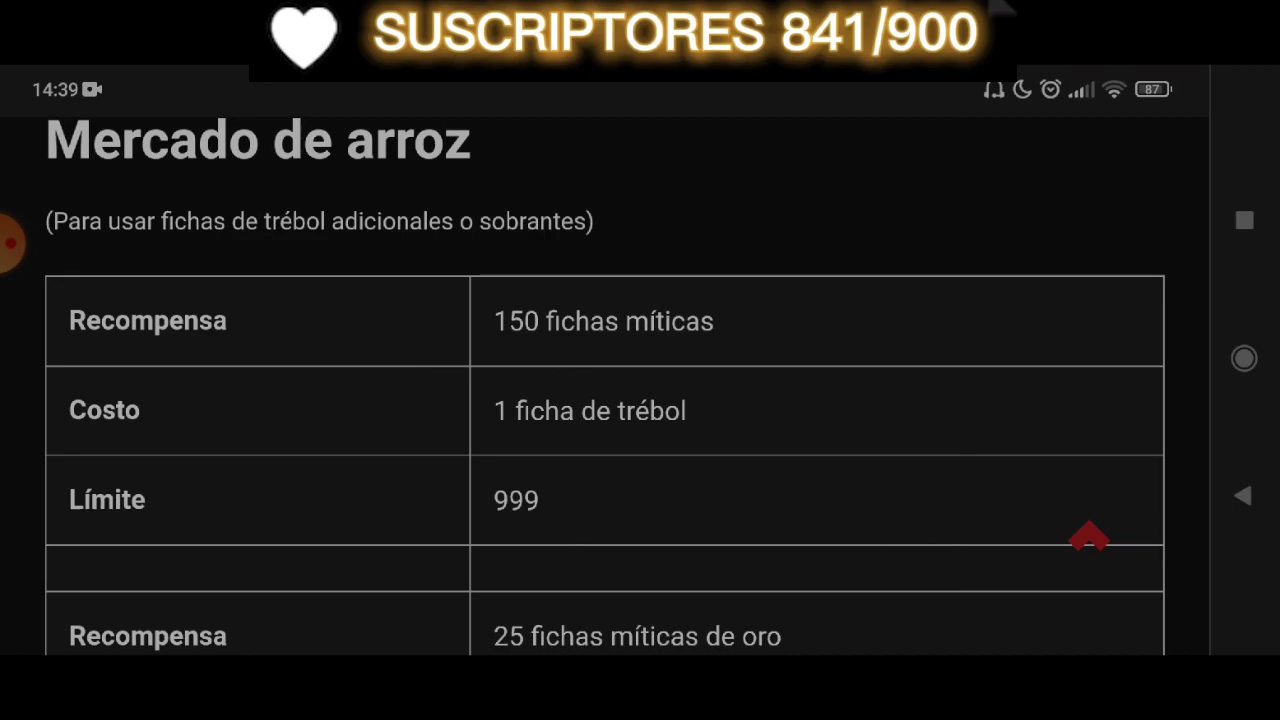 SUSCRIPTORES 841/900
14:39
87
Mercado de arroz
(Para usar fichas de trébol adicionales o sobrantes)
Recompensa 150 fichas míticas
Costo 1 ficha de trébol
Límite 999
Recompensa 25 fichas míticas de oro